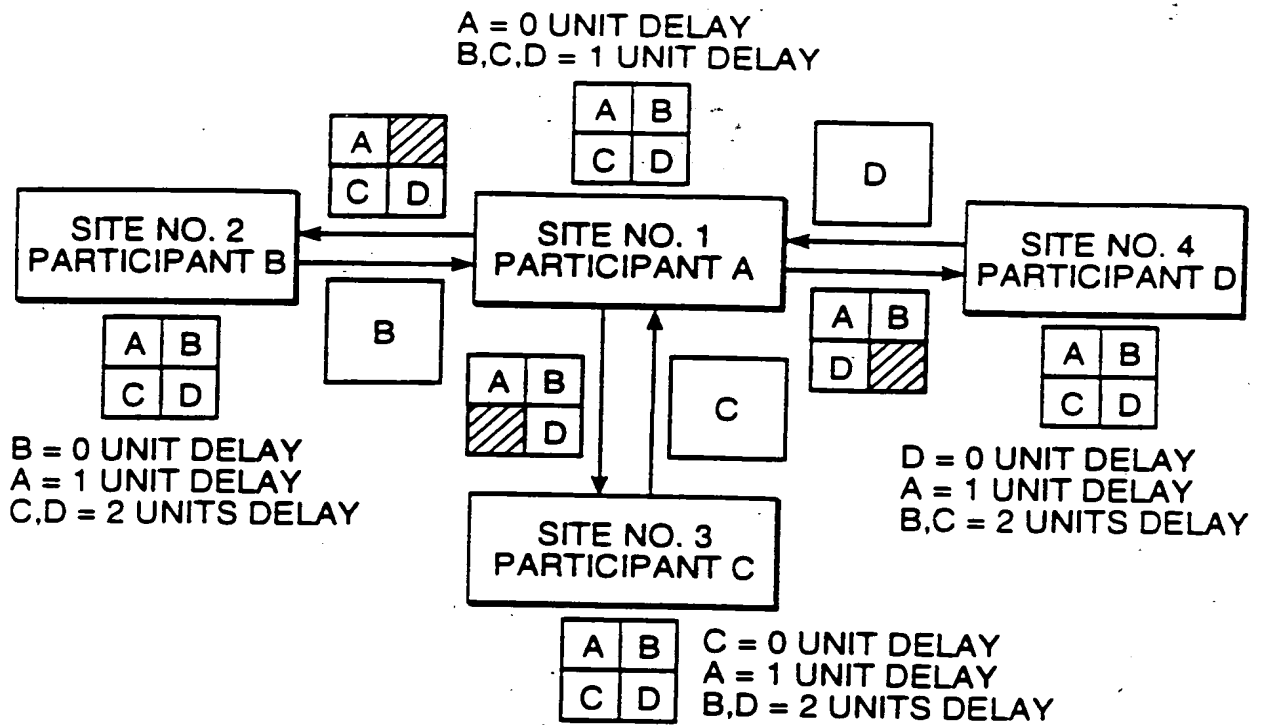 A = 0 UNIT DELAY
B,C,D = 1 UNIT DELAY
A B
C D
A
C D
D
SITE NO. 2
PARTICIPANT B
SITE NO. 1
PARTICIPANT A
SITE NO. 4
PARTICIPANT D
B
A B
D
A B
C D
A B
D
C
A B
C D
B = 0 UNIT DELAY
A = 1 UNIT DELAY
C,D = 2 UNITS DELAY
D = 0 UNIT DELAY
A = 1 UNIT DELAY
B,C = 2 UNITS DELAY
SITE NO. 3
PARTICIPANT C
A B
C D
C = 0 UNIT DELAY
A = 1 UNIT DELAY
B,D = 2 UNITS DELAY